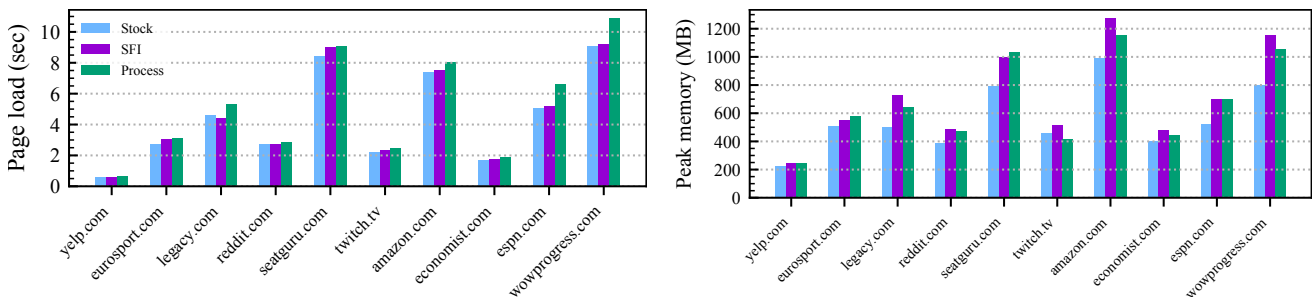 Page load (sec)
10
8
6
4
2
0
Stock
SFI
Process
yelp.com
eurosport.com
legacy.com
reddit.com
seatguru.com
twitch.tv
amazon.com
economist.com
espn.com
wowprogress.com
Peak memory (MB)
1200
1000
800
600
400
200
0
yelp.com
eurosport.com
legacy.com
reddit.com
seatguru.com
twitch.tv
amazon.com
economist.com
espn.com
wowprogress.com